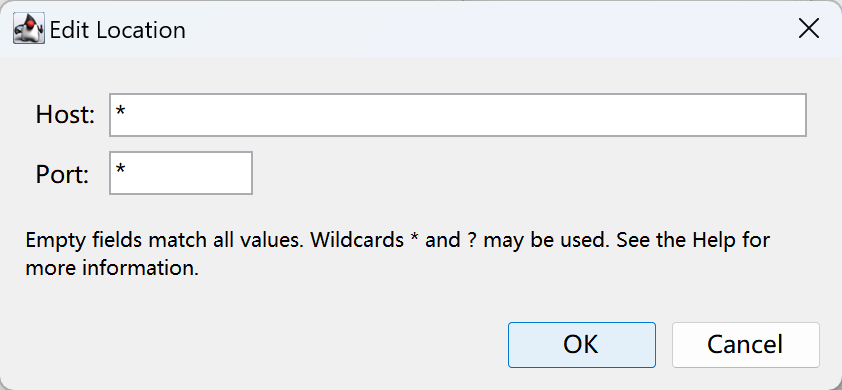 Edit Location
Host: *
Port: *
Empty fields match all values. Wildcards * and ? may be used. See the Help for
more information.
OK Cancel